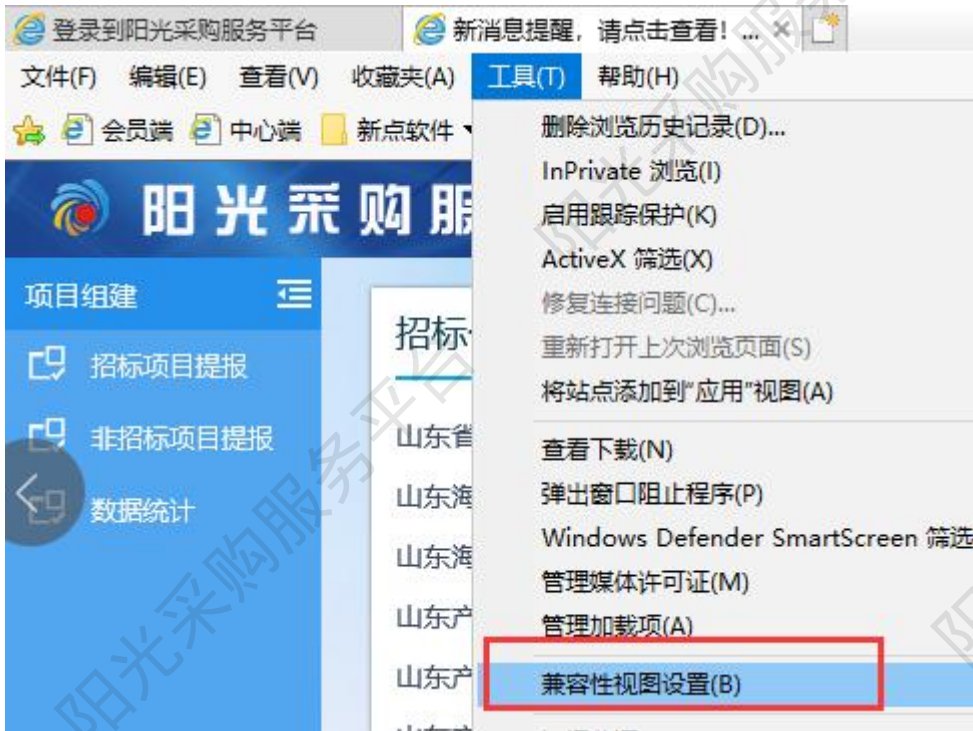 登录到阳光采购服务平台
新消息提醒，请点击查看！...
文件(F) 编辑(E) 查看(V) 收藏夹(A) 工具(T) 帮助(H)
会员端 中心端 新点软件
删除浏览历史记录(D)...
InPrivate 浏览(I)
启用跟踪保护(K)
ActiveX 筛选(X)
修复连接问题(C)...
重新打开上次浏览页面(S)
将站点添加到“应用”视图(A)
查看下载(N)
弹出窗口阻止程序(P)
Windows Defender SmartScreen 筛选
管理媒体许可证(M)
管理加载项(A)
兼容性视图设置(B)
阳光采购服
项目组建
招标项目提报
非招标项目提报
数据统计
招标
山东省
山东海
山东海
山东产
山东产
阳光采购服务平台